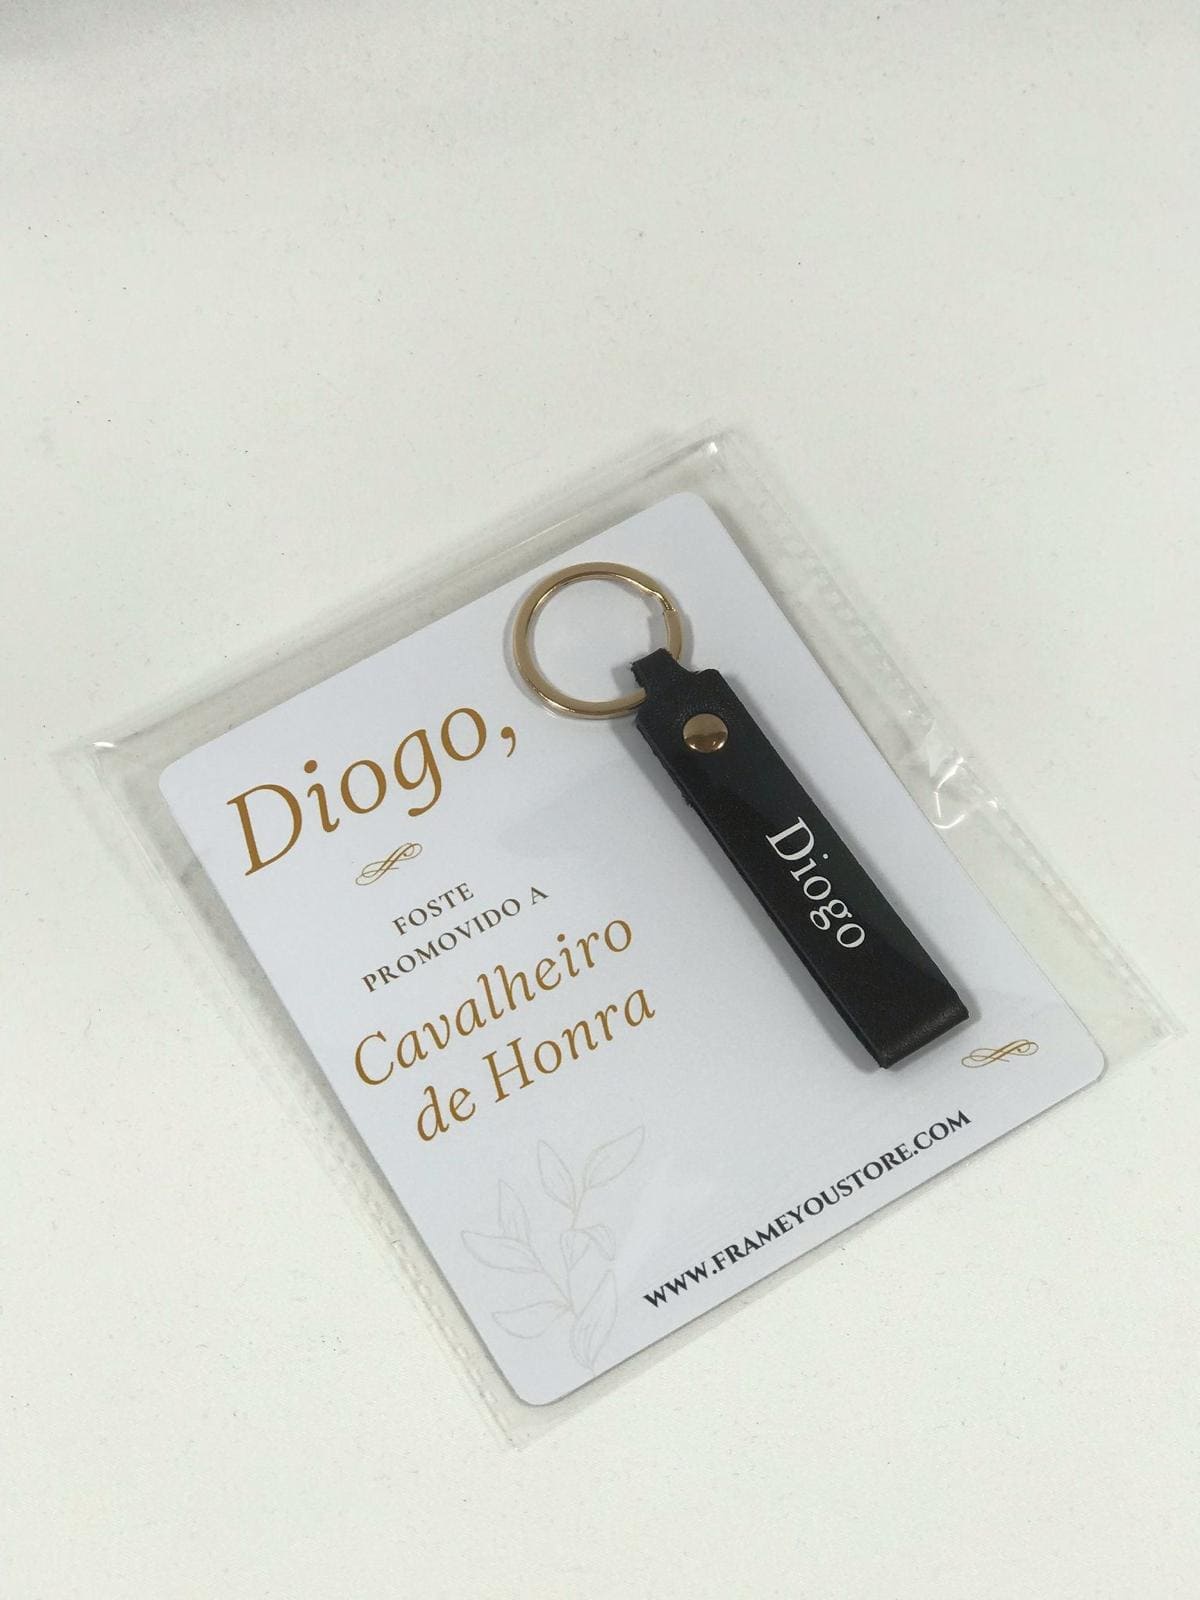 Diogo,
FOSTE
PROMOVIDO A
Cavalheiro
de Honra
Diogo
WWW.FRAMEYOUSTORE.COM